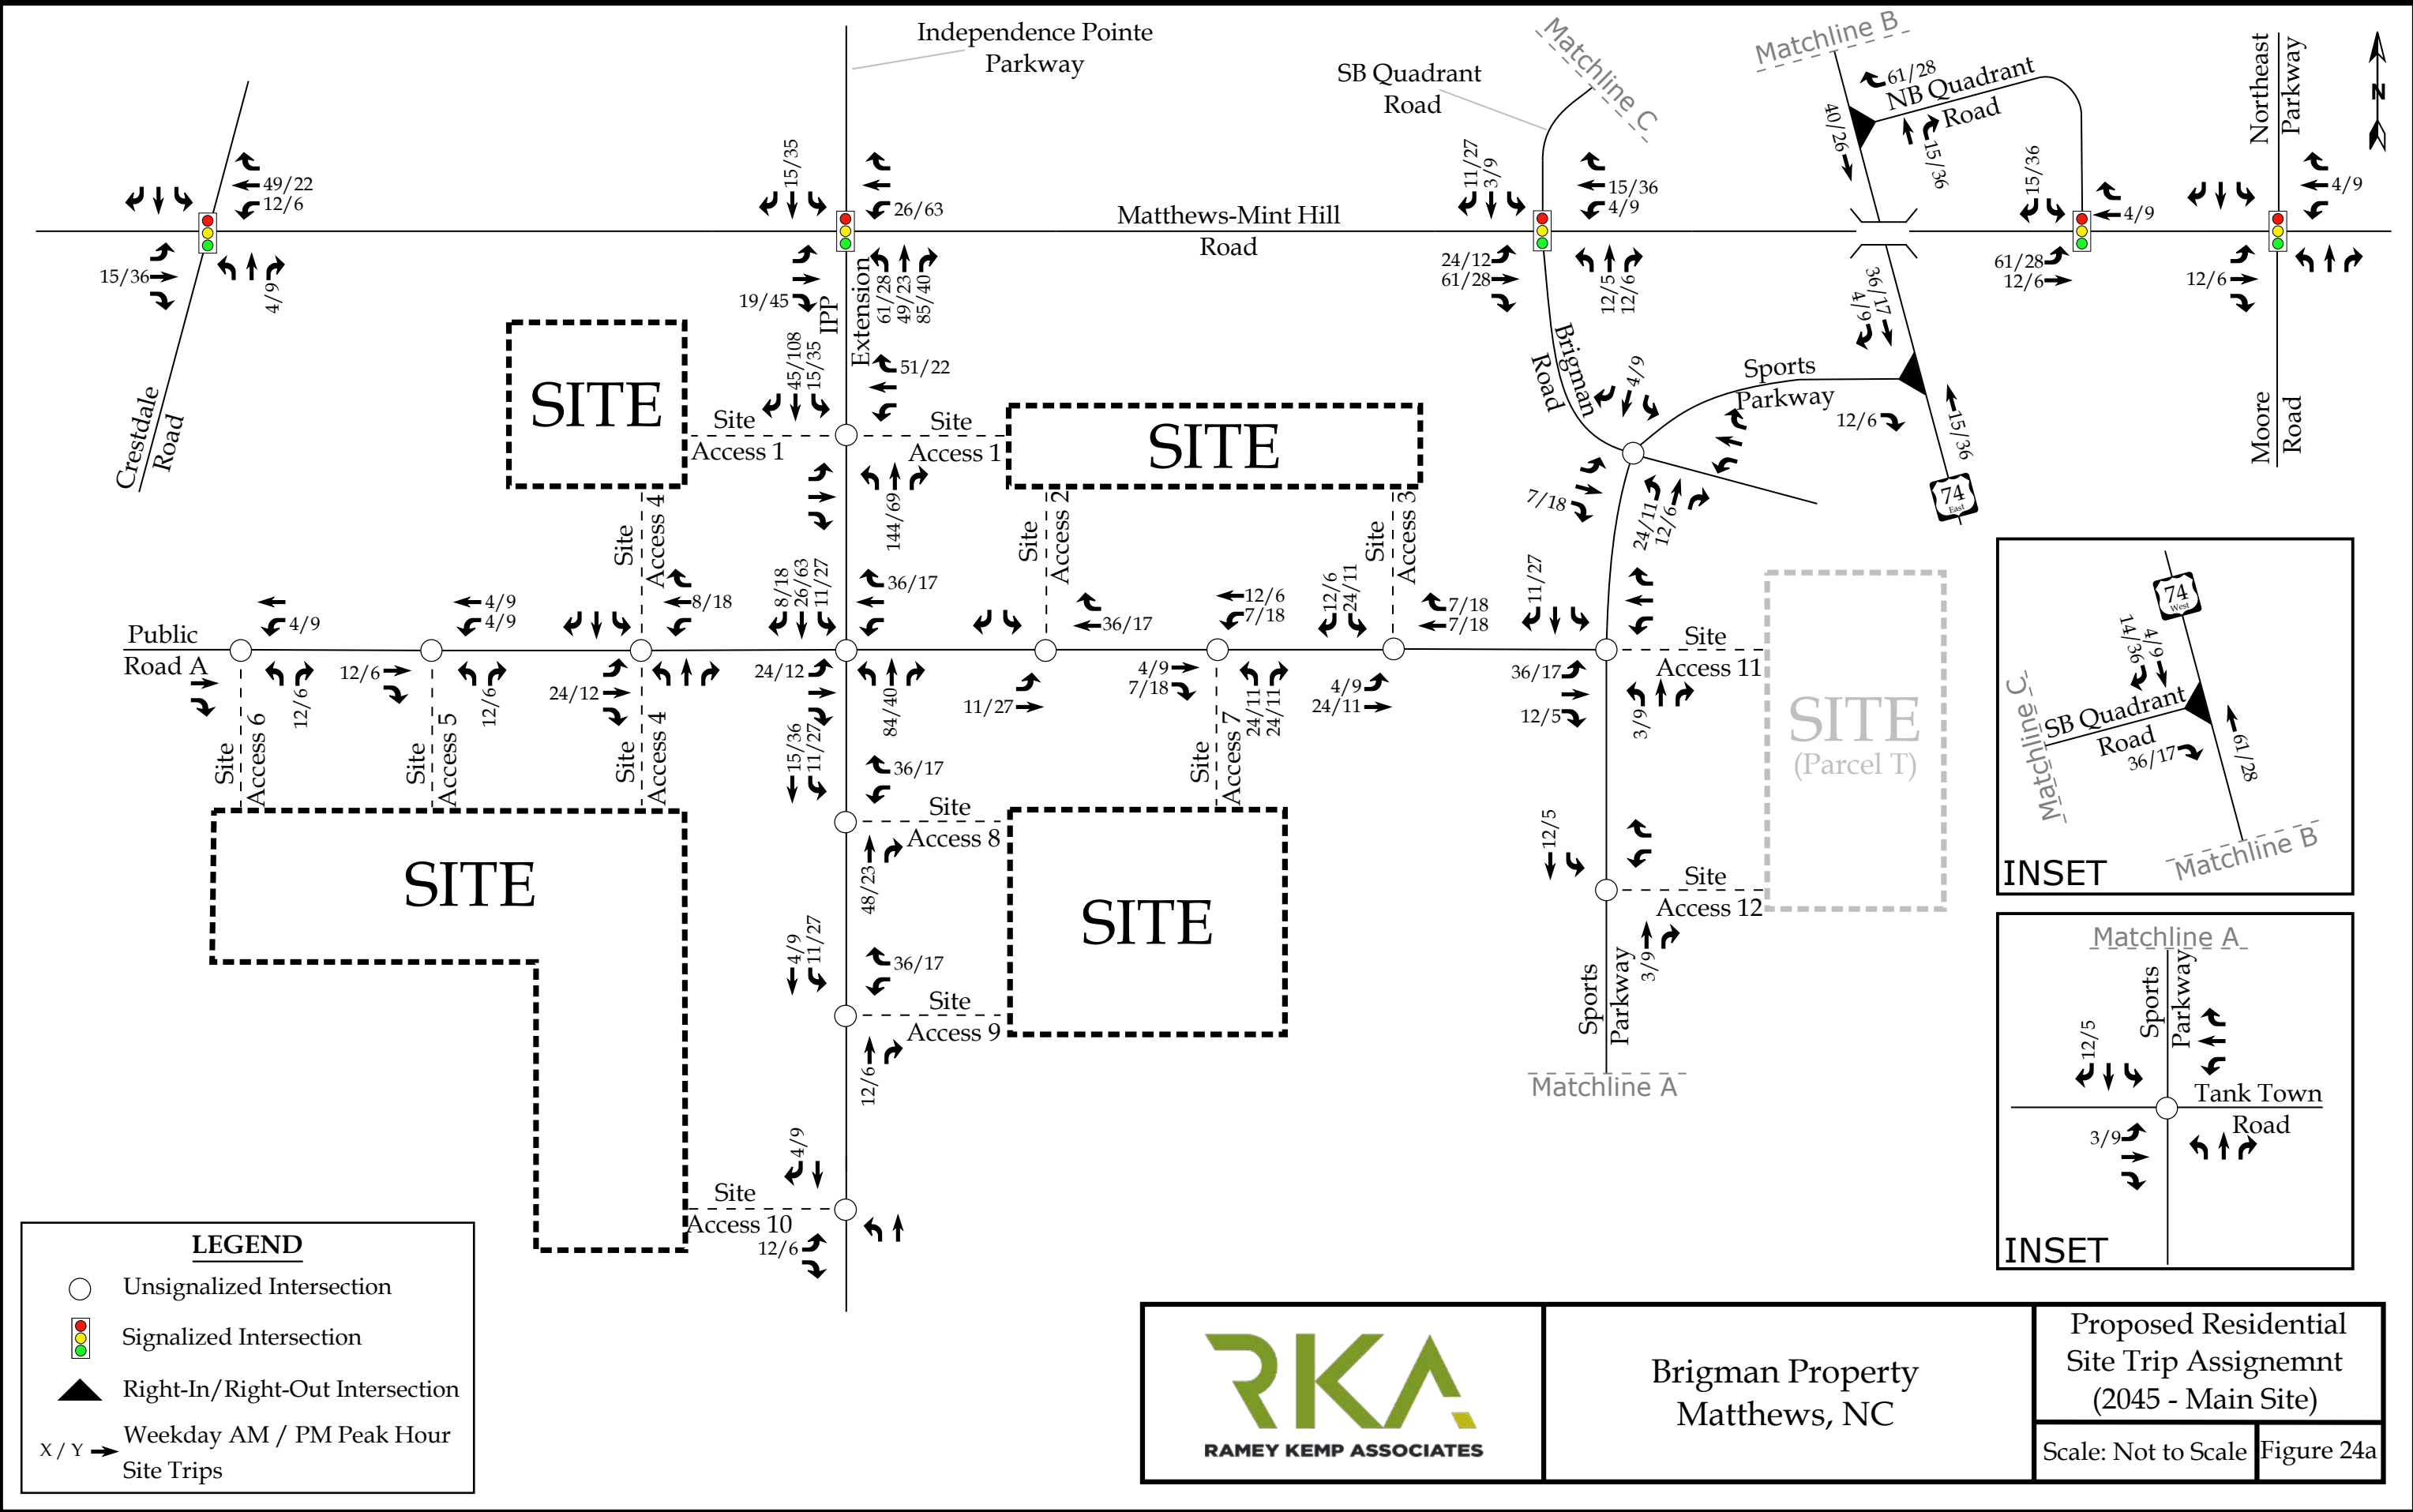 Independence Pointe
Parkway
SB Quadrant
Road
Matchline C
Matchline B
61/28
NB Quadrant
Road
40/26
15/36
Northeast
Parkway
N
49/22
12/6
15/36
4/9
Crestdale
Road
15/35
26/63
19/45
IPP
Extension
61/28
49/23
85/40
Matthews-Mint Hill
Road
11/27
3/9
15/36
4/9
24/12
61/28
12/5
12/6
Brigman
Road
15/36
4/9
61/28
12/6
4/9
12/6
Moore
Road
36/17
4/9
Sports
Parkway
12/6
15/36
74
East
4/9
7/18
24/11
12/6
SITE
45/108
15/35
51/22
Site
Access 1
Site
Access 1
144/69
SITE
Site
Access 4
Site
Access 2
Site
Access 3
Public
Road A
4/9
12/6
Site
Access 6
4/9
4/9
12/6
12/6
Site
Access 5
8/18
24/12
Site
Access 4
8/18
26/63
11/27
36/17
24/12
84/40
36/17
11/27
12/6
7/18
4/9
7/18
24/11
24/11
Site
Access 7
12/6
24/11
7/18
7/18
4/9
24/11
11/27
36/17
12/5
3/9
Site
Access 11
SITE
(Parcel T)
15/36
11/27
36/17
Site
Access 8
48/23
SITE
SITE
4/9
11/27
36/17
Site
Access 9
12/6
4/9
Site
Access 10
12/6
12/5
Site
Access 12
3/9
Sports
Parkway
Matchline A
74
West
14/36
4/9
Matchline C
SB Quadrant
Road
36/17
61/28
Matchline B
INSET
Matchline A
Sports
Parkway
12/5
Tank Town
Road
3/9
INSET
LEGEND
Unsignalized Intersection
Signalized Intersection
Right-In/Right-Out Intersection
X / Y
Weekday AM / PM Peak Hour
Site Trips
RKA
RAMEY KEMP ASSOCIATES
Brigman Property
Matthews, NC
Proposed Residential
Site Trip Assignemnt
(2045 - Main Site)
Scale: Not to Scale
Figure 24a